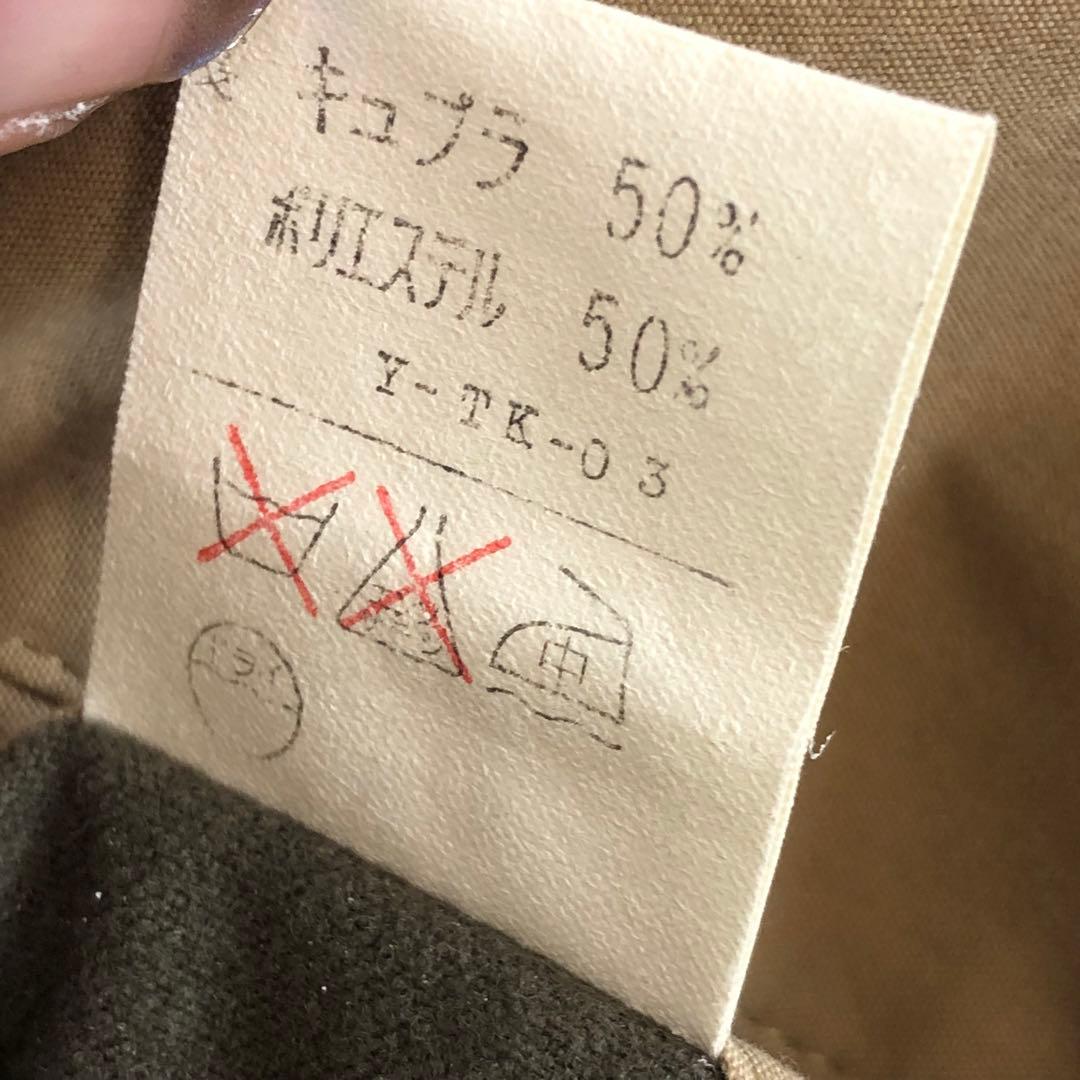 キュプラ 50%
ポリエステル 50%
Y-TK-03
中
ドライ